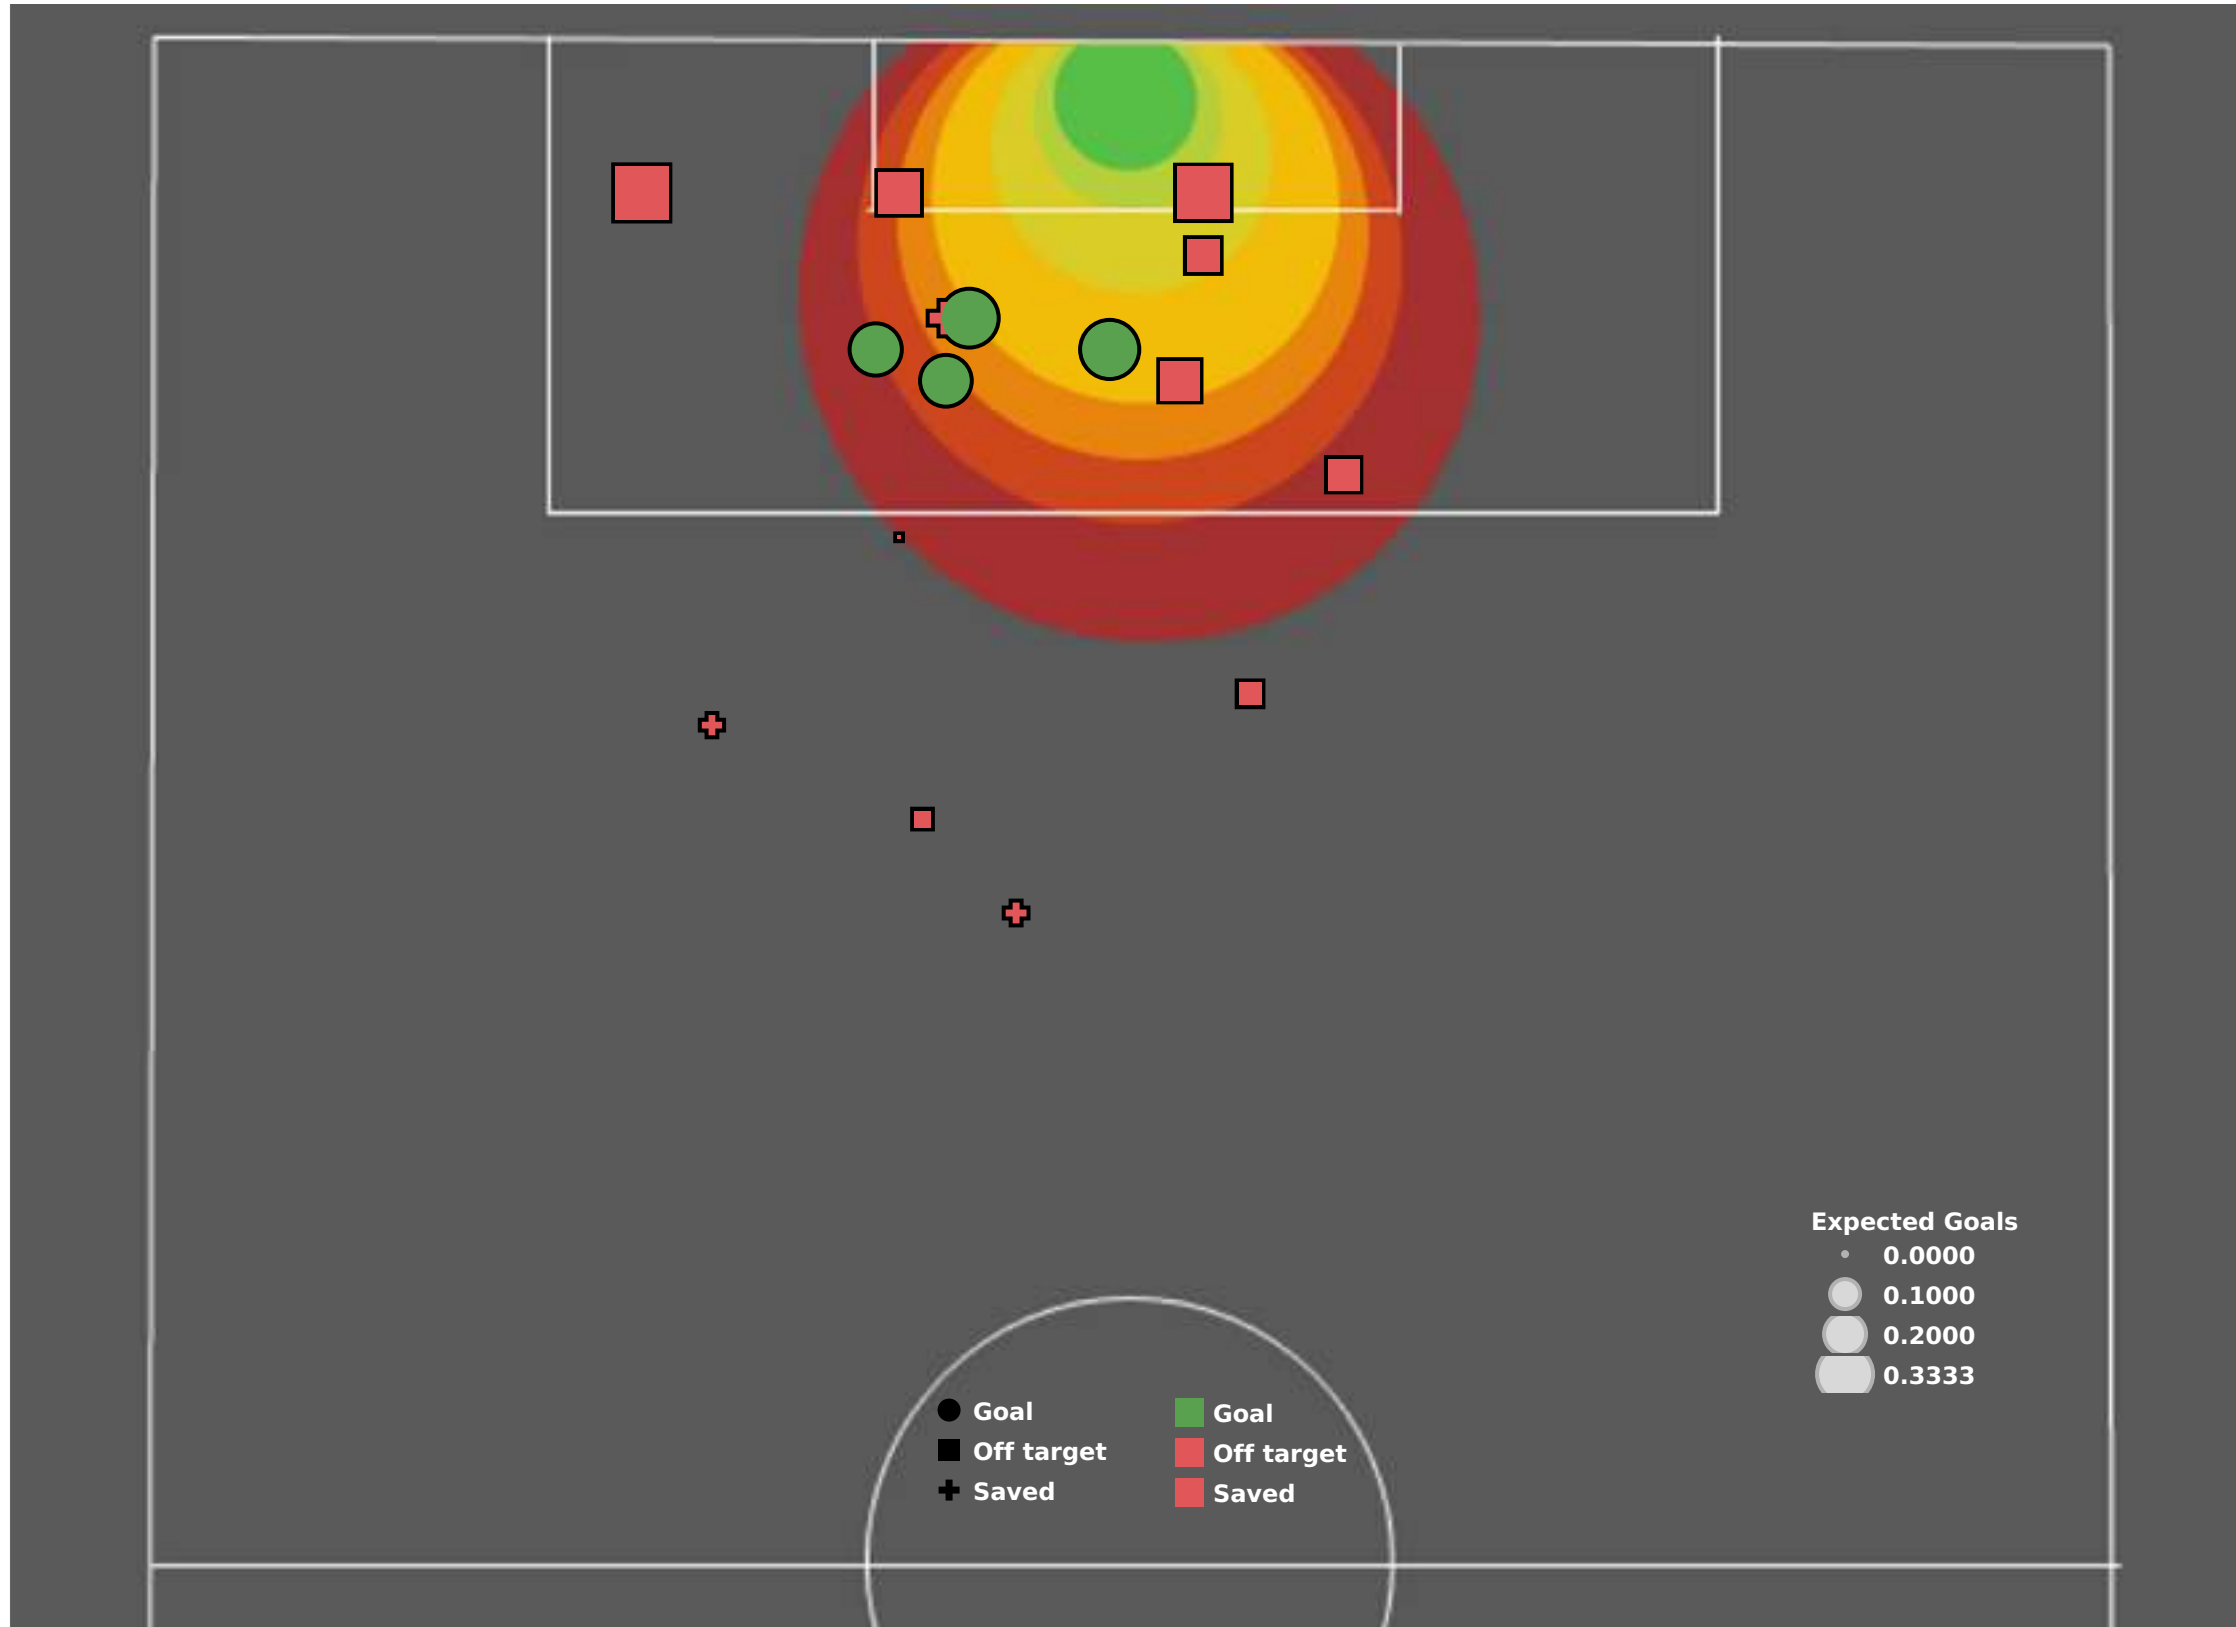 Expected Goals
0.0000
0.1000
0.2000
0.3333
Goal
Off target
Saved
Goal
Off target
Saved